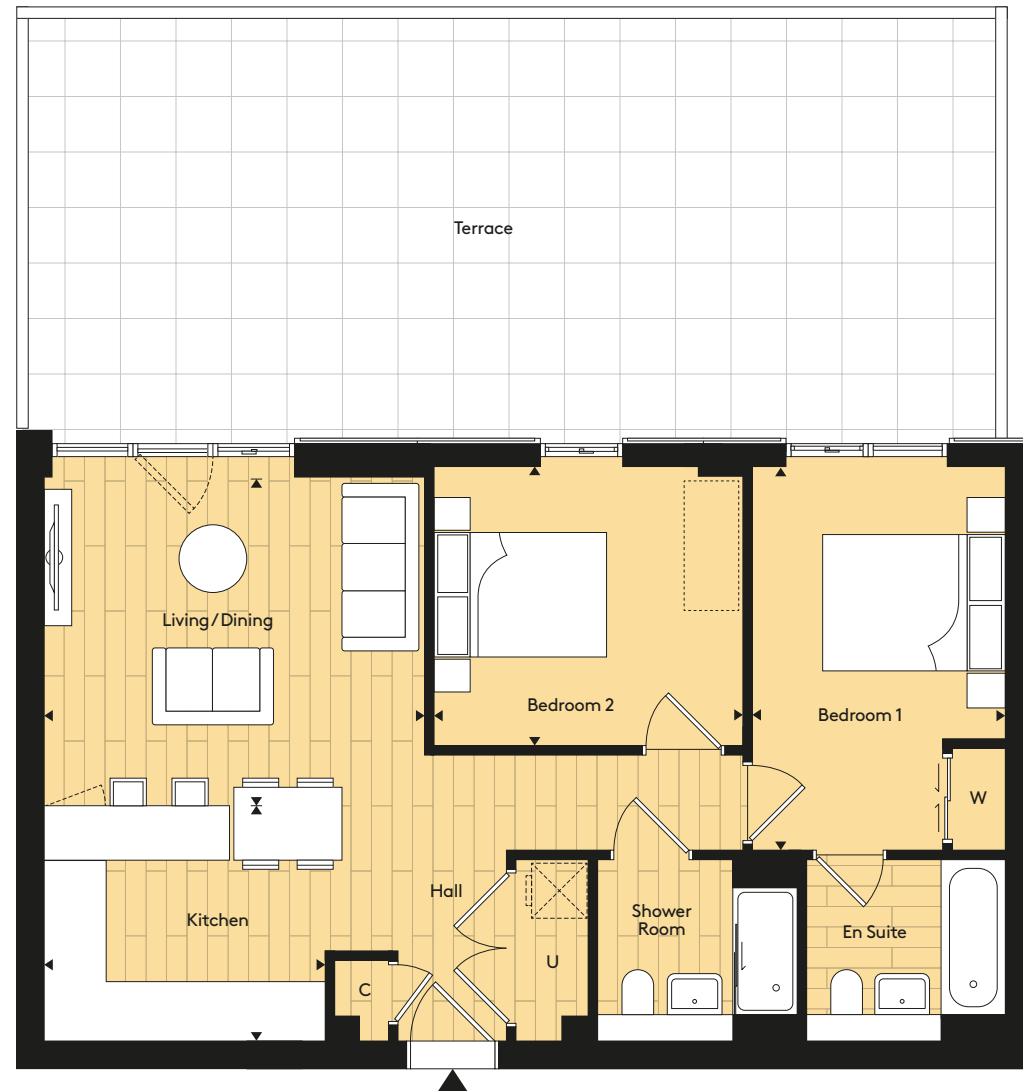 Terrace
Living/Dining
Bedroom 2
Bedroom 1
W
Hall
Kitchen
Shower
Room
En Suite
U
C